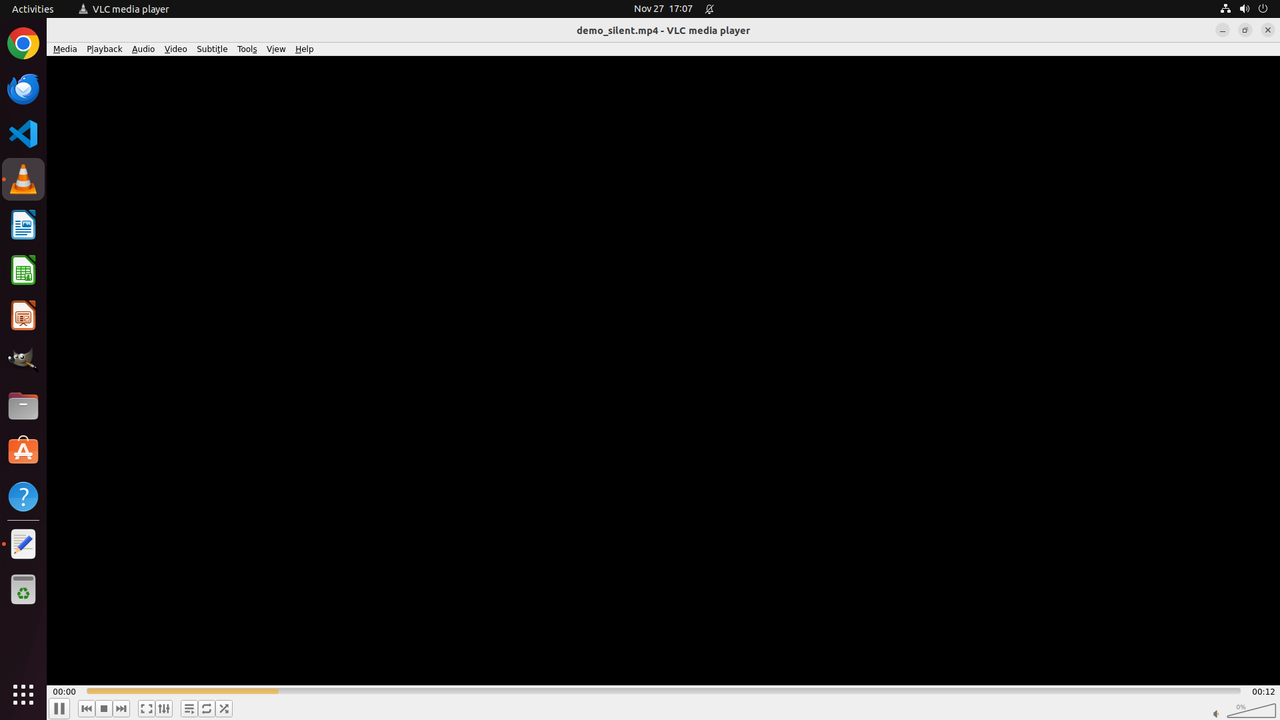 Activities VLC media player Nov 27 17:07
demo_silent.mp4 - VLC media player
Media Playback Audio Video Subtitle Tools View Help
00:00 00:12
0%